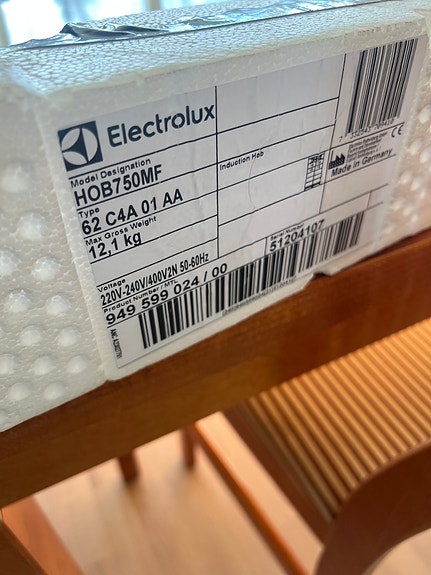 Electrolux
Model Designation
HOB750MF
Type
62 C4A 01 AA
Max Gross Weight
12,1 kg
Induction Hob
Made in Germany
Voltage
220V-240V/400V2N 50-60Hz
Product Number / MTL
949 599 024 / 00
Serial Number
51204107